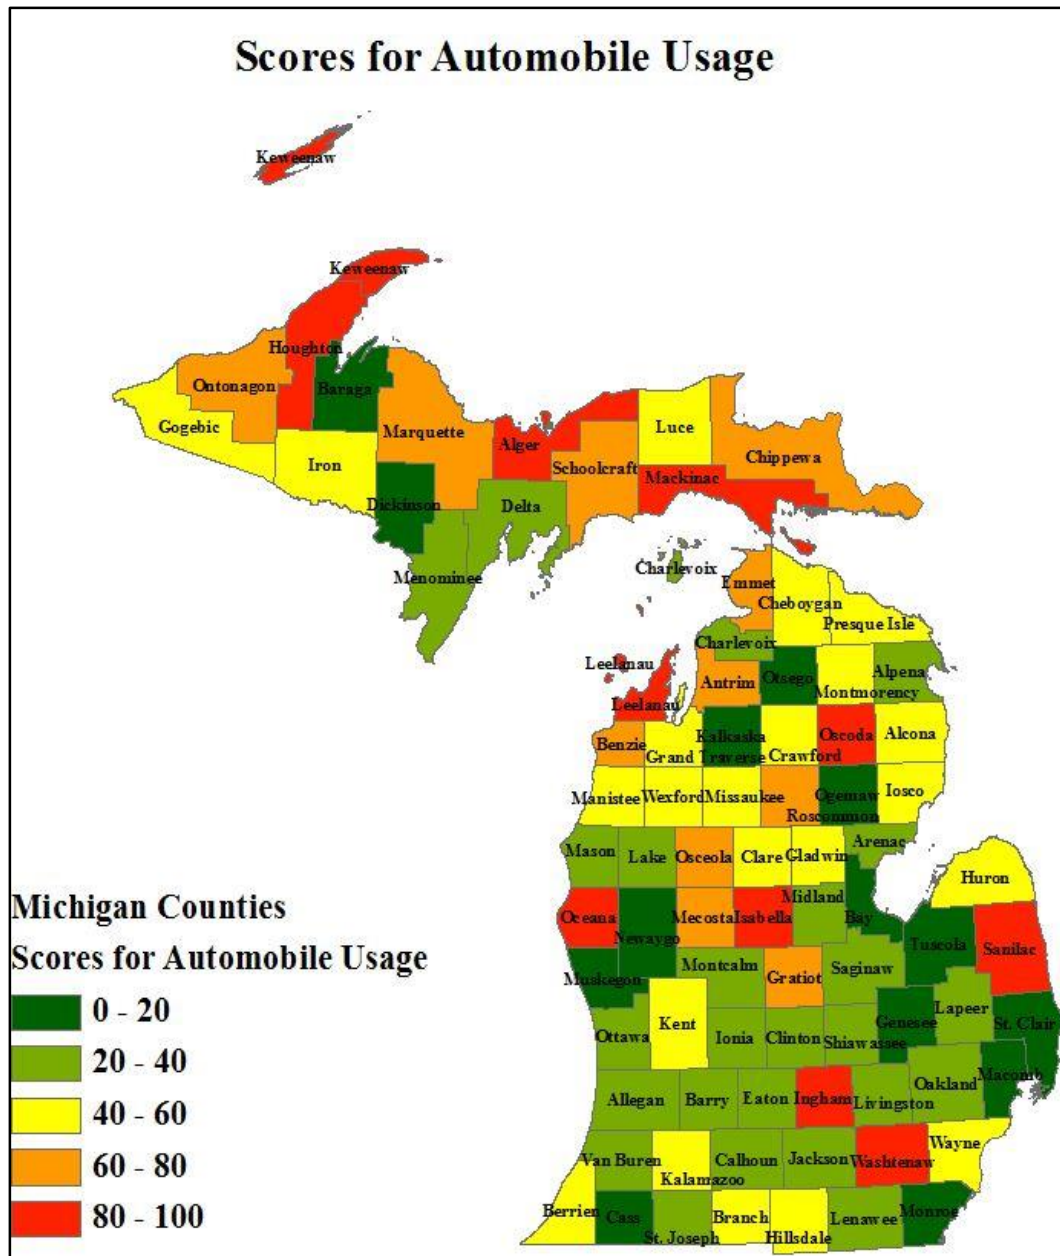 Scores for Automobile Usage
Keweenaw
Keweenaw
Houghton
Ontonagon
Baraga
Gogebic
Marquette
Luce
Alger
Chippewa
Iron
Schoolcraft
Mackinac
Dickinson
Delta
Menominee
Charlevoix
Emmet
Cheboygan
Presque Isle
Charlevoix
Leelanau
Antrim
Otsego
Alpena
Montmorency
Leelanau
Benzie
Grand Traverse
Kalkaska
Crawford
Oscoda
Alcona
Manistee
Wexford
Missaukee
Roscommon
Ogemaw
Iosco
Mason
Lake
Osceola
Clare
Gladwin
Arenac
Huron
Oceana
Newaygo
Mecosta
Isabella
Midland
Bay
Tuscola
Sanilac
Muskegon
Montcalm
Gratiot
Saginaw
Ottawa
Kent
Ionia
Clinton
Shiawassee
Genesee
Lapeer
St. Clair
Allegan
Barry
Eaton
Ingham
Livingston
Oakland
Macomb
Van Buren
Kalamazoo
Calhoun
Jackson
Washtenaw
Wayne
Berrien
Cass
St. Joseph
Branch
Hillsdale
Lenawee
Monroe
Michigan Counties
Scores for Automobile Usage
0 - 20
20 - 40
40 - 60
60 - 80
80 - 100